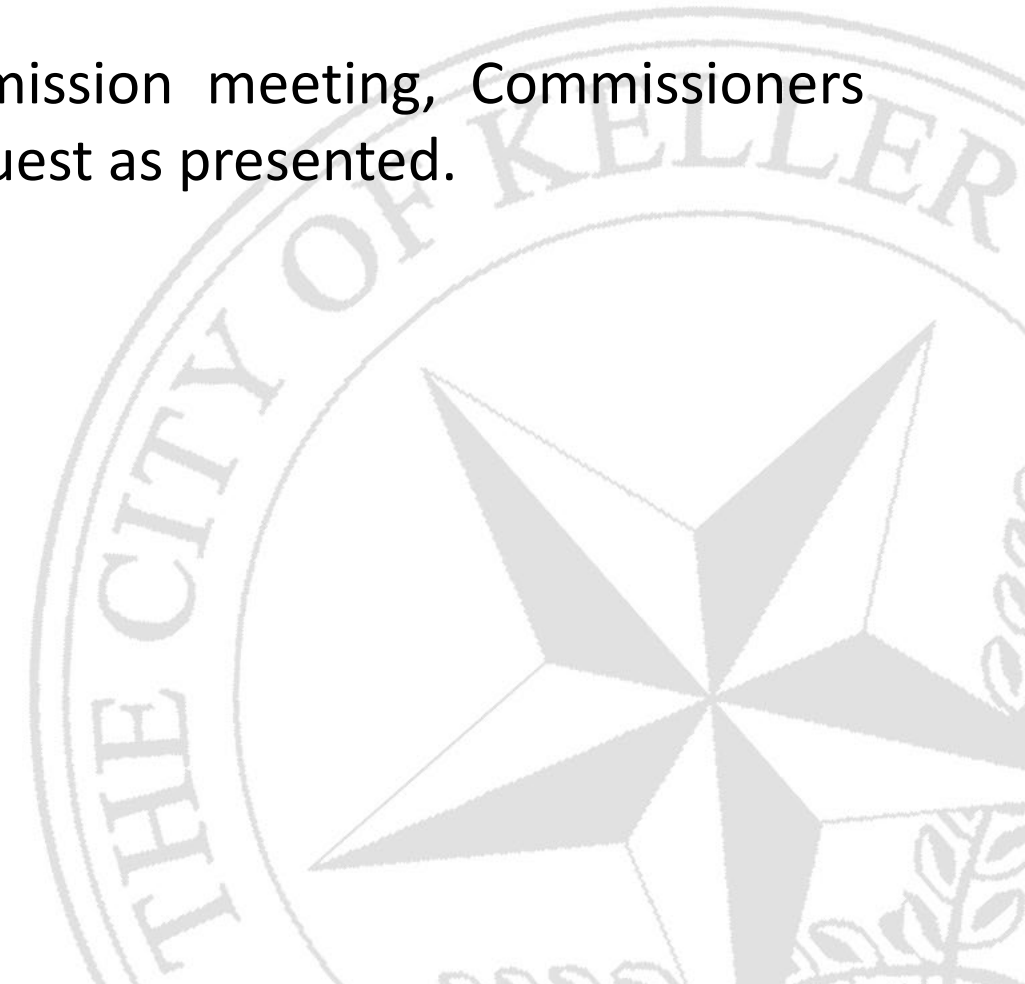 mission meeting, Commissioners
uest as presented.
THE CITY OF KELLER